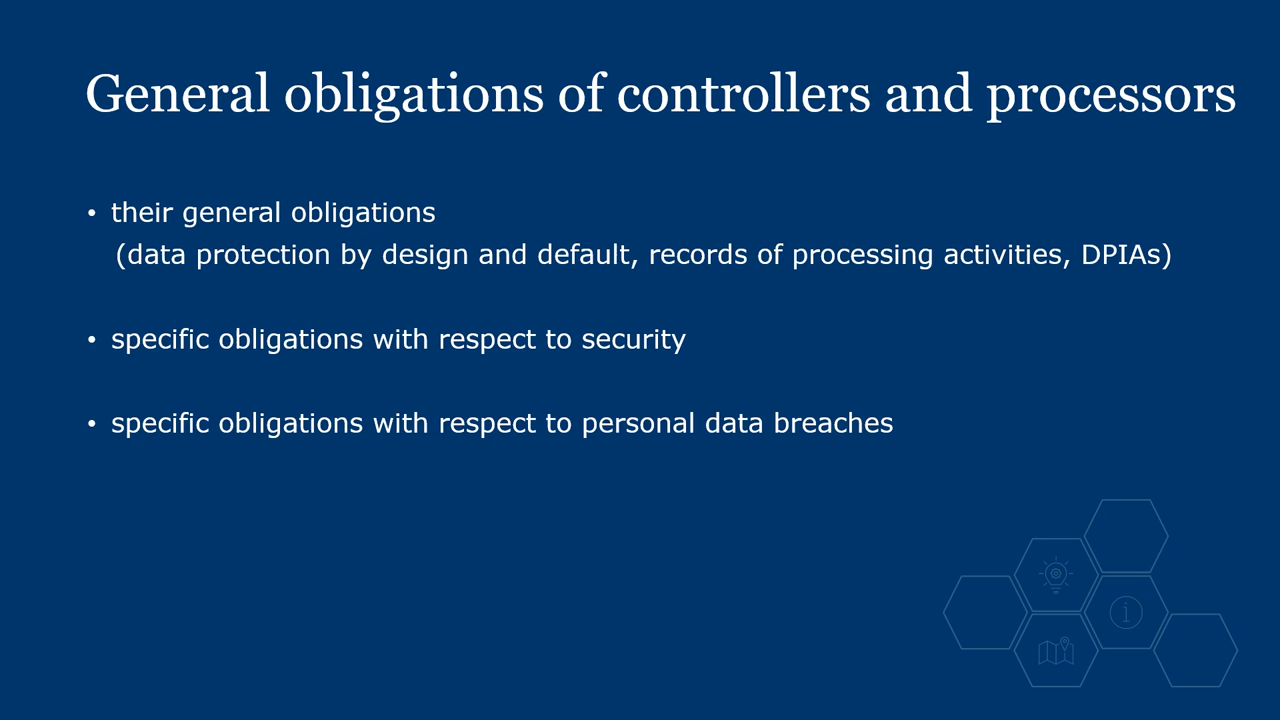 General obligations of controllers and processors
• their general obligations
(data protection by design and default, records of processing activities, DPIAs)
• specific obligations with respect to security
• specific obligations with respect to personal data breaches
i